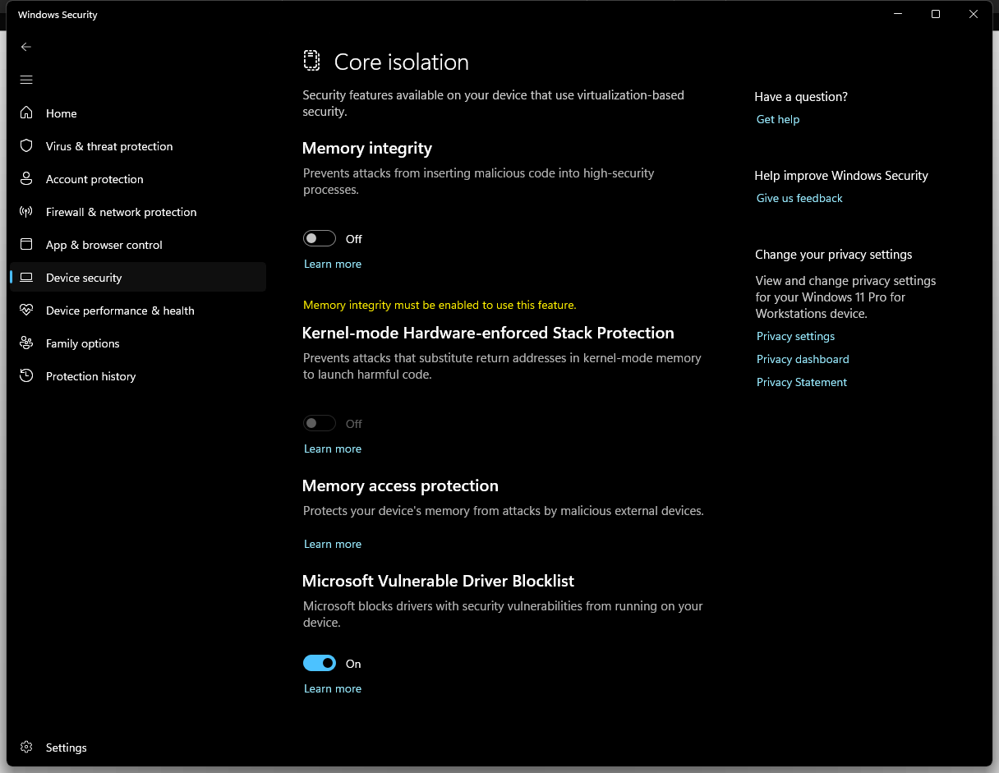 Windows Security
Home
Virus & threat protection
Account protection
Firewall & network protection
App & browser control
Device security
Device performance & health
Family options
Protection history
Settings
Core isolation
Security features available on your device that use virtualization-based
security.
Memory integrity
Prevents attacks from inserting malicious code into high-security
processes.
Off
Learn more
Memory integrity must be enabled to use this feature.
Kernel-mode Hardware-enforced Stack Protection
Prevents attacks that substitute return addresses in kernel-mode memory
to launch harmful code.
Off
Learn more
Memory access protection
Protects your device's memory from attacks by malicious external devices.
Learn more
Microsoft Vulnerable Driver Blocklist
Microsoft blocks drivers with security vulnerabilities from running on your
device.
On
Learn more
Have a question?
Get help
Help improve Windows Security
Give us feedback
Change your privacy settings
View and change privacy settings
for your Windows 11 Pro for
Workstations device.
Privacy settings
Privacy dashboard
Privacy Statement